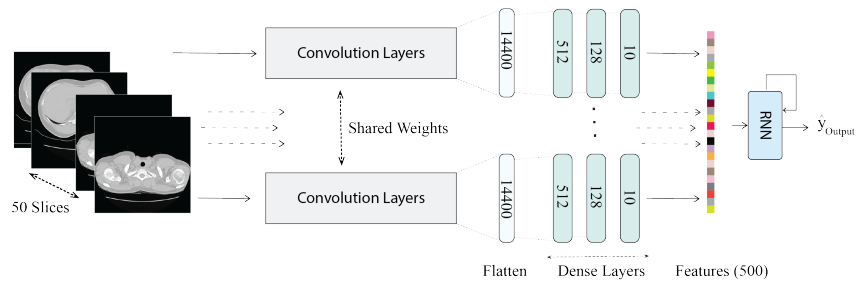 Convolution Layers
14400
512
128
10
Shared Weights
RNN
ŷOutput
50 Slices
Convolution Layers
14400
512
128
10
Flatten
Dense Layers
Features (500)